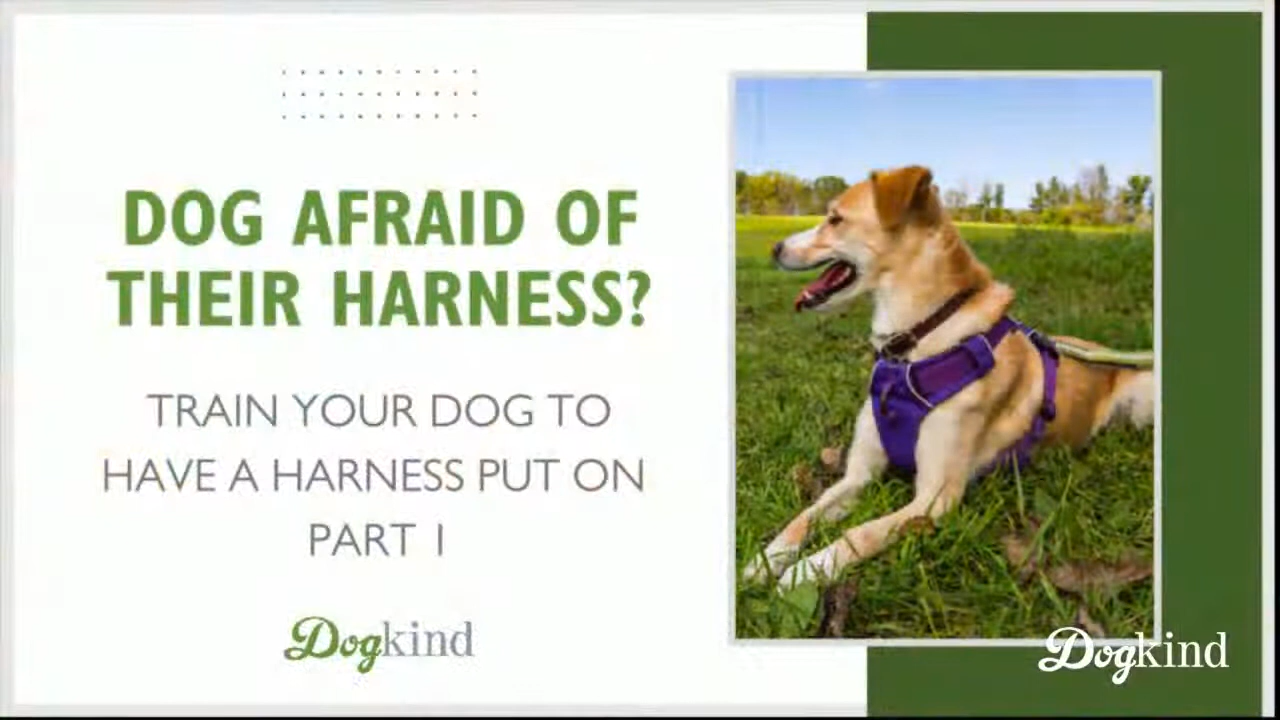 DOG AFRAID OF
THEIR HARNESS?
TRAIN YOUR DOG TO
HAVE A HARNESS PUT ON
PART 1
Dogkind
Dogkind